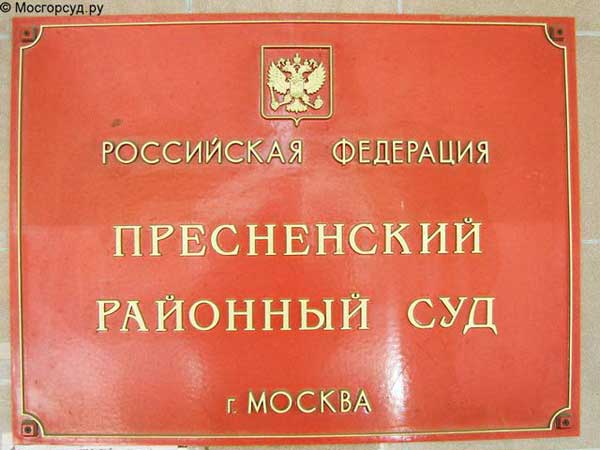 © Мосгорсуд.ру
РОССИЙСКАЯ ФЕДЕРАЦИЯ
ПРЕСНЕНСКИЙ
РАЙОННЫЙ СУД
г. МОСКВА